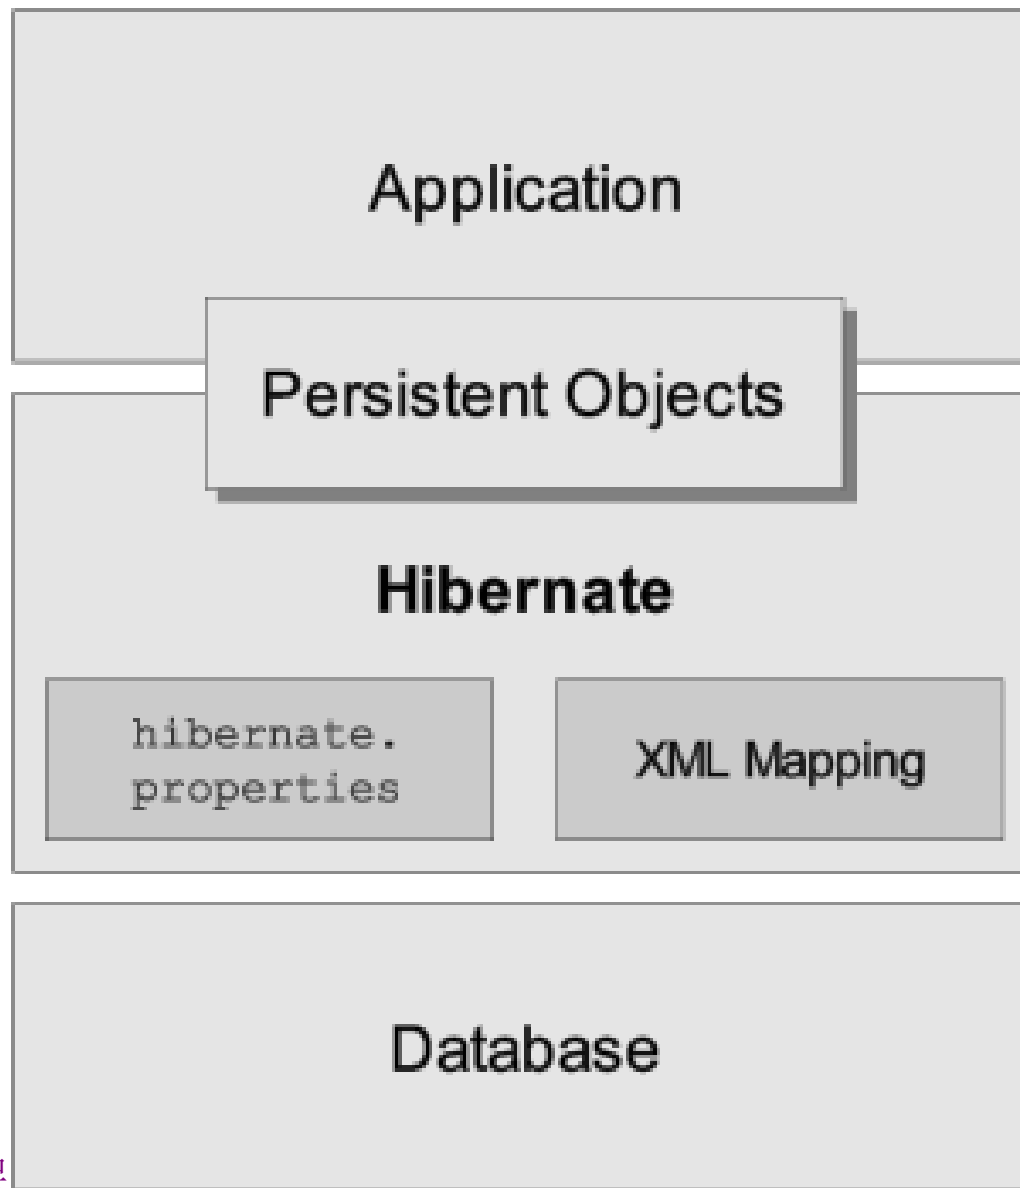 Application
Persistent Objects
Hibernate
hibernate.
properties
XML Mapping
Database